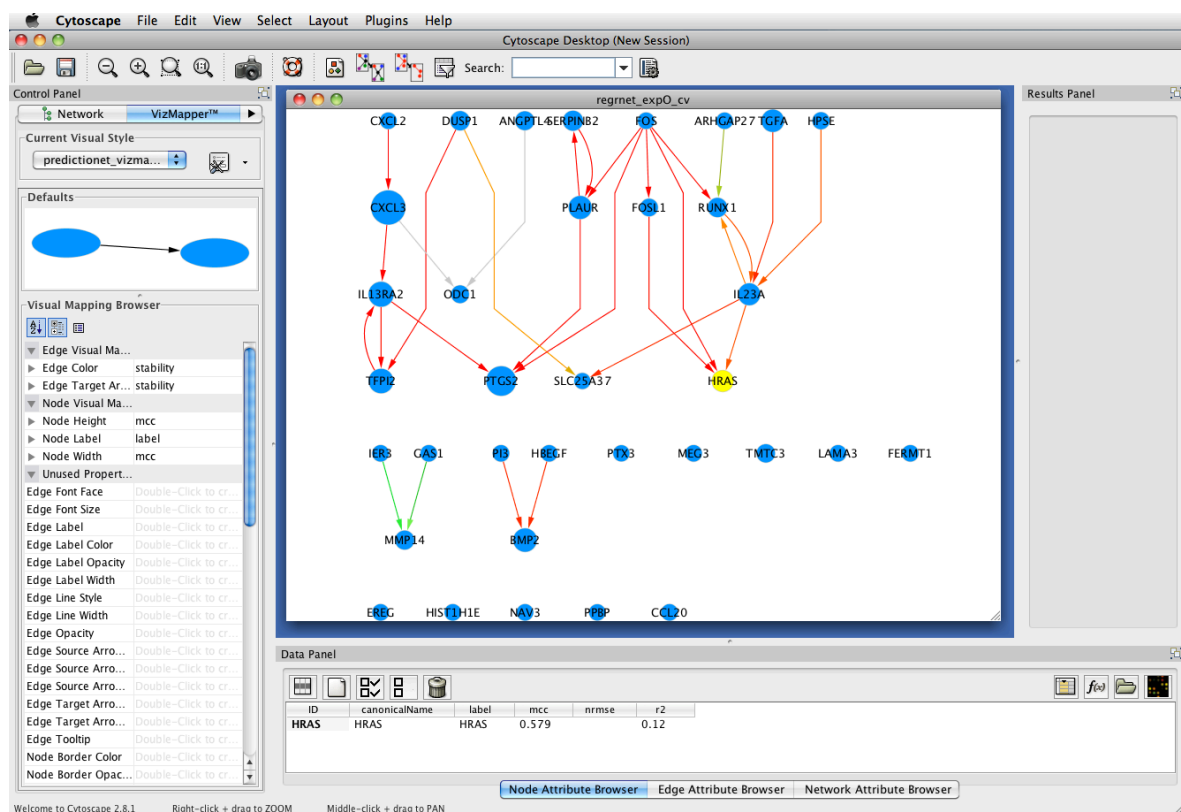 Cytoscape File Edit View Select Layout Plugins Help
Cytoscape Desktop (New Session)
Search:
Control Panel
Network VizMapper™
Current Visual Style
predictionet_vizma...
Defaults
Visual Mapping Browser
Edge Visual Ma...
Edge Color stability
Edge Target Ar... stability
Node Visual Ma...
Node Height mcc
Node Label label
Node Width mcc
Unused Propert...
Edge Font Face Double-Click to cr...
Edge Font Size Double-Click to cr...
Edge Label Double-Click to cr...
Edge Label Color Double-Click to cr...
Edge Label Opacity Double-Click to cr...
Edge Label Width Double-Click to cr...
Edge Line Style Double-Click to cr...
Edge Line Width Double-Click to cr...
Edge Opacity Double-Click to cr...
Edge Source Arro... Double-Click to cr...
Edge Source Arro... Double-Click to cr...
Edge Source Arro... Double-Click to cr...
Edge Target Arro... Double-Click to cr...
Edge Target Arro... Double-Click to cr...
Edge Tooltip Double-Click to cr...
Node Border Color Double-Click to cr...
Node Border Opac... Double-Click to cr...
regrnet_expO_cv
CXCL2 DUSP1 ANGPTL4 SERPINB2 FOS ARHGAP27 TGFA HPSE
CXCL3 PLAUR FOSL1 RUNX1
IL13RA2 ODC1 IL23A
TFPI2 PTGS2 SLC25A37 HRAS
IER3 GAS1 PI3 HBEGF PTX3 MEG3 TMTC3 LAMA3 FERMT1
MMP14 BMP2
EREG HIST1H1E NAV3 PPBP CCL20
Results Panel
Data Panel
f(x)
ID canonicalName label mcc nrmse r2
HRAS HRAS HRAS 0.579 0.12
Node Attribute Browser Edge Attribute Browser Network Attribute Browser
Welcome to Cytoscape 2.8.1 Right-click + drag to ZOOM Middle-click + drag to PAN